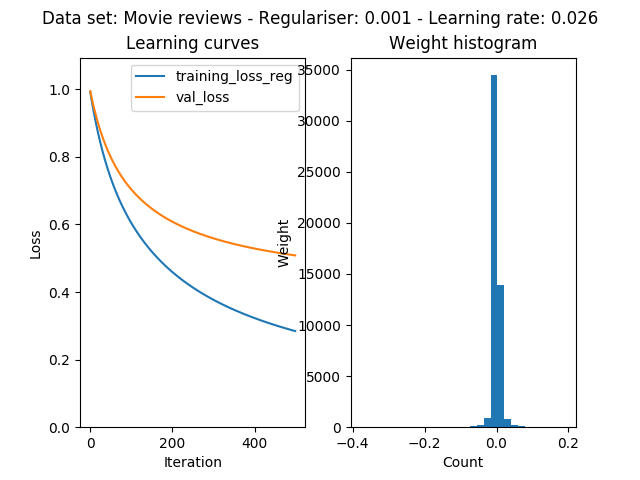 Data set: Movie reviews - Regulariser: 0.001 - Learning rate: 0.026
Learning curves
training_loss_reg
val_loss
1.0
0.8
0.6
0.4
0.2
0.0
Loss
0
200
400
Iteration
Weight histogram
35000
30000
25000
20000
15000
10000
5000
0
Weight
−0.4
−0.2
0.0
0.2
Count